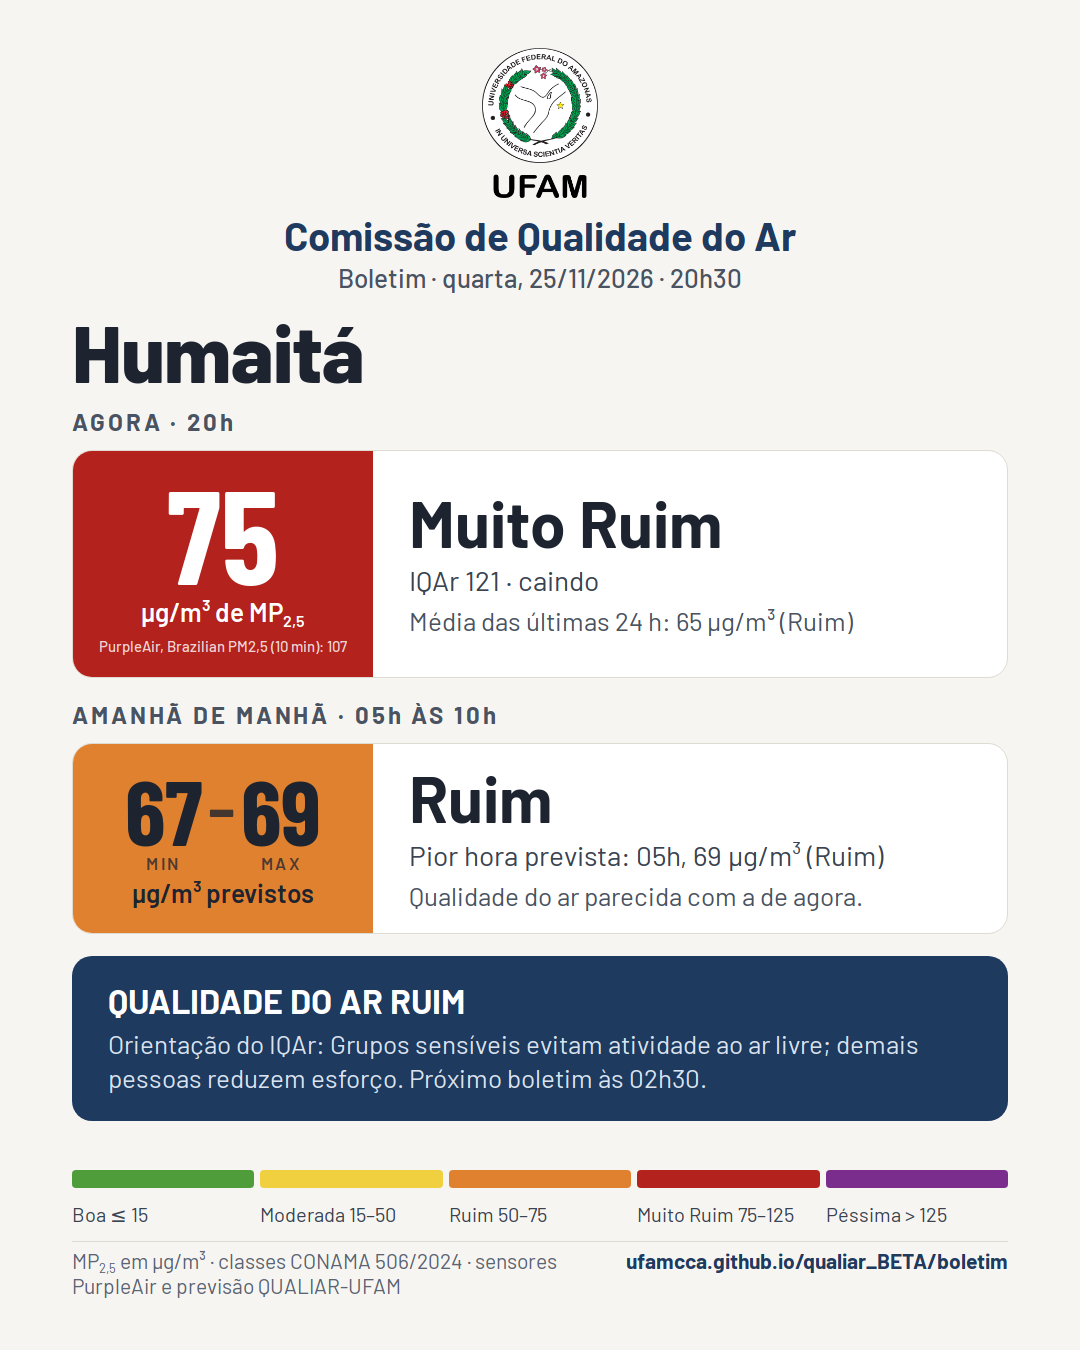 UNIVERSIDADE FEDERAL DO AMAZONAS
IN UNIVERSA SCIENTIA VERITAS
UFAM
Comissão de Qualidade do Ar
Boletim · quarta, 25/11/2026 · 20h30
Humaitá
AGORA · 20h
75
µg/m³ de MP2,5
PurpleAir, Brazilian PM2,5 (10 min): 107
Muito Ruim
IQAr 121 · caindo
Média das últimas 24 h: 65 µg/m³ (Ruim)
AMANHÃ DE MANHÃ · 05h ÀS 10h
67 – 69
MIN MAX
µg/m³ previstos
Ruim
Pior hora prevista: 05h, 69 µg/m³ (Ruim)
Qualidade do ar parecida com a de agora.
QUALIDADE DO AR RUIM
Orientação do IQAr: Grupos sensíveis evitam atividade ao ar livre; demais
pessoas reduzem esforço. Próximo boletim às 02h30.
Boa ≤ 15 Moderada 15–50 Ruim 50–75 Muito Ruim 75–125 Péssima > 125
MP2,5 em µg/m³ · classes CONAMA 506/2024 · sensores
PurpleAir e previsão QUALIAR-UFAM
ufamcca.github.io/qualiar_BETA/boletim